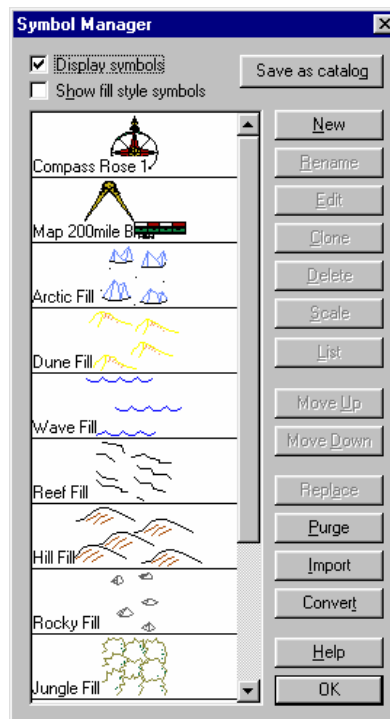 Symbol Manager
Display symbols
Save as catalog
Show fill style symbols
Compass Rose 1
Map 200mile B
Arctic Fill
Dune Fill
Wave Fill
Reef Fill
Hill Fill
Rocky Fill
Jungle Fill
New
Rename
Edit
Clone
Delete
Scale
List
Move Up
Move Down
Replace
Purge
Import
Convert
Help
OK